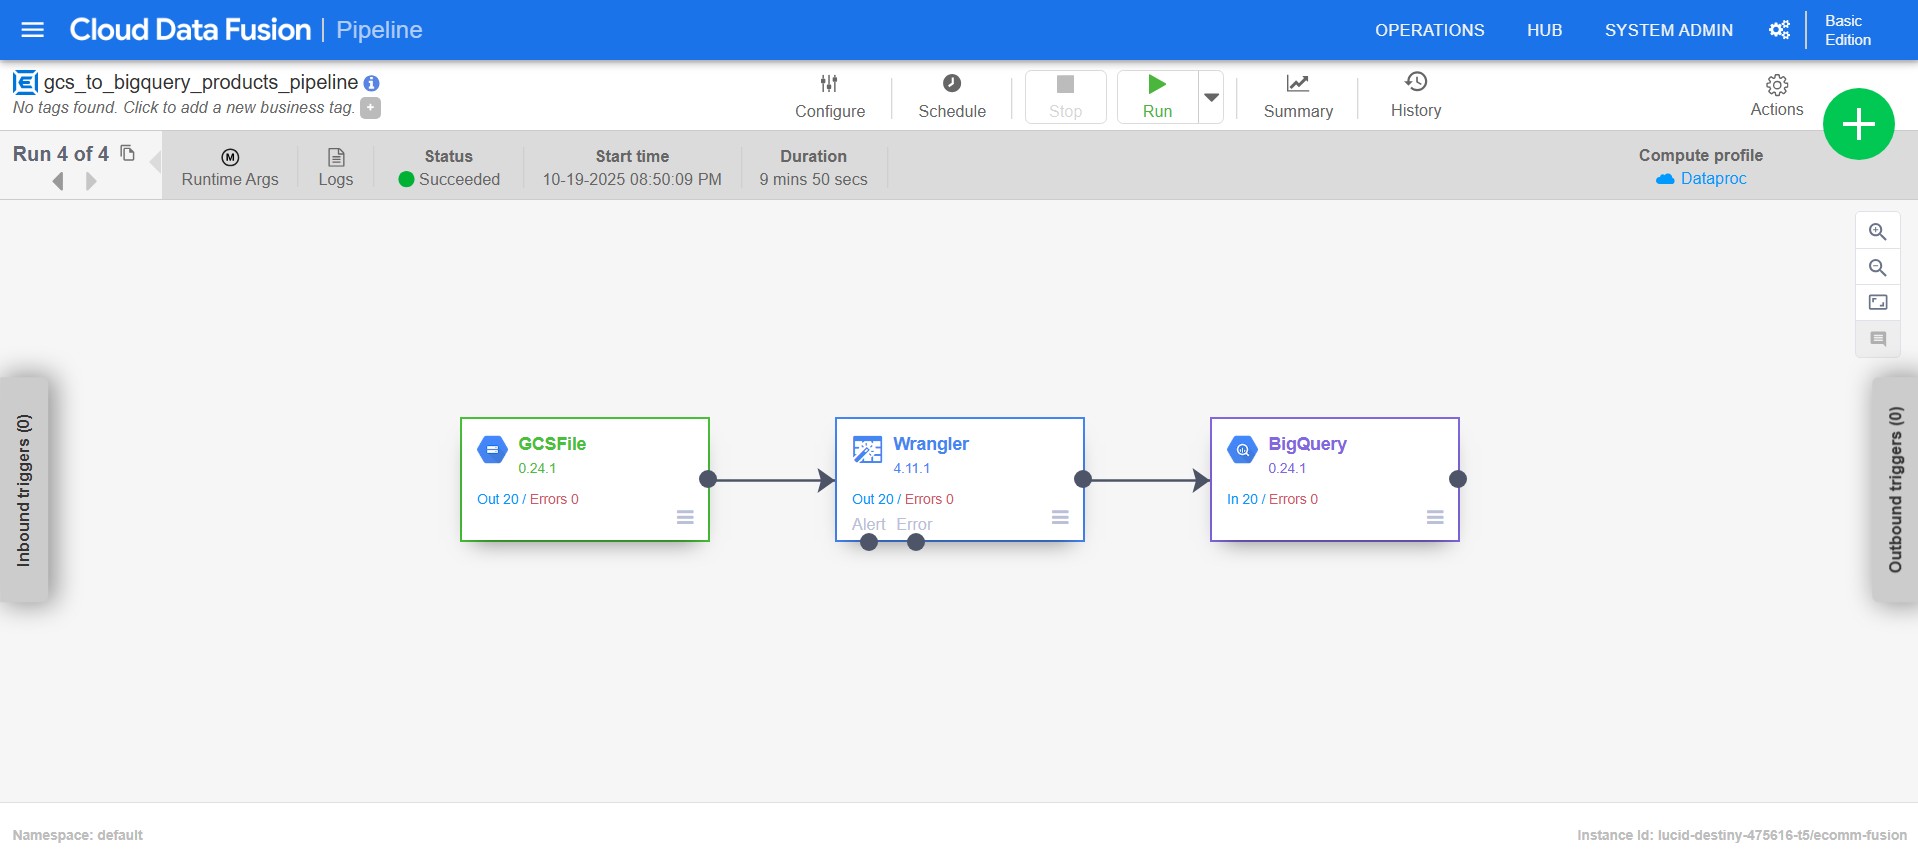 Cloud Data Fusion | Pipeline
OPERATIONS
HUB
SYSTEM ADMIN
Basic
Edition
gcs_to_bigquery_products_pipeline
No tags found. Click to add a new business tag.
Configure
Schedule
Stop
Run
Summary
History
Actions
Run 4 of 4
Runtime Args
Logs
Status
Succeeded
Start time
10-19-2025 08:50:09 PM
Duration
9 mins 50 secs
Compute profile
Dataproc
Inbound triggers (0)
GCSFile
0.24.1
Out 20 / Errors 0
Wrangler
4.11.1
Out 20 / Errors 0
Alert Error
BigQuery
0.24.1
In 20 / Errors 0
Outbound triggers (0)
Namespace: default
Instance Id: lucid-destiny-475616-t5/ecomm-fusion